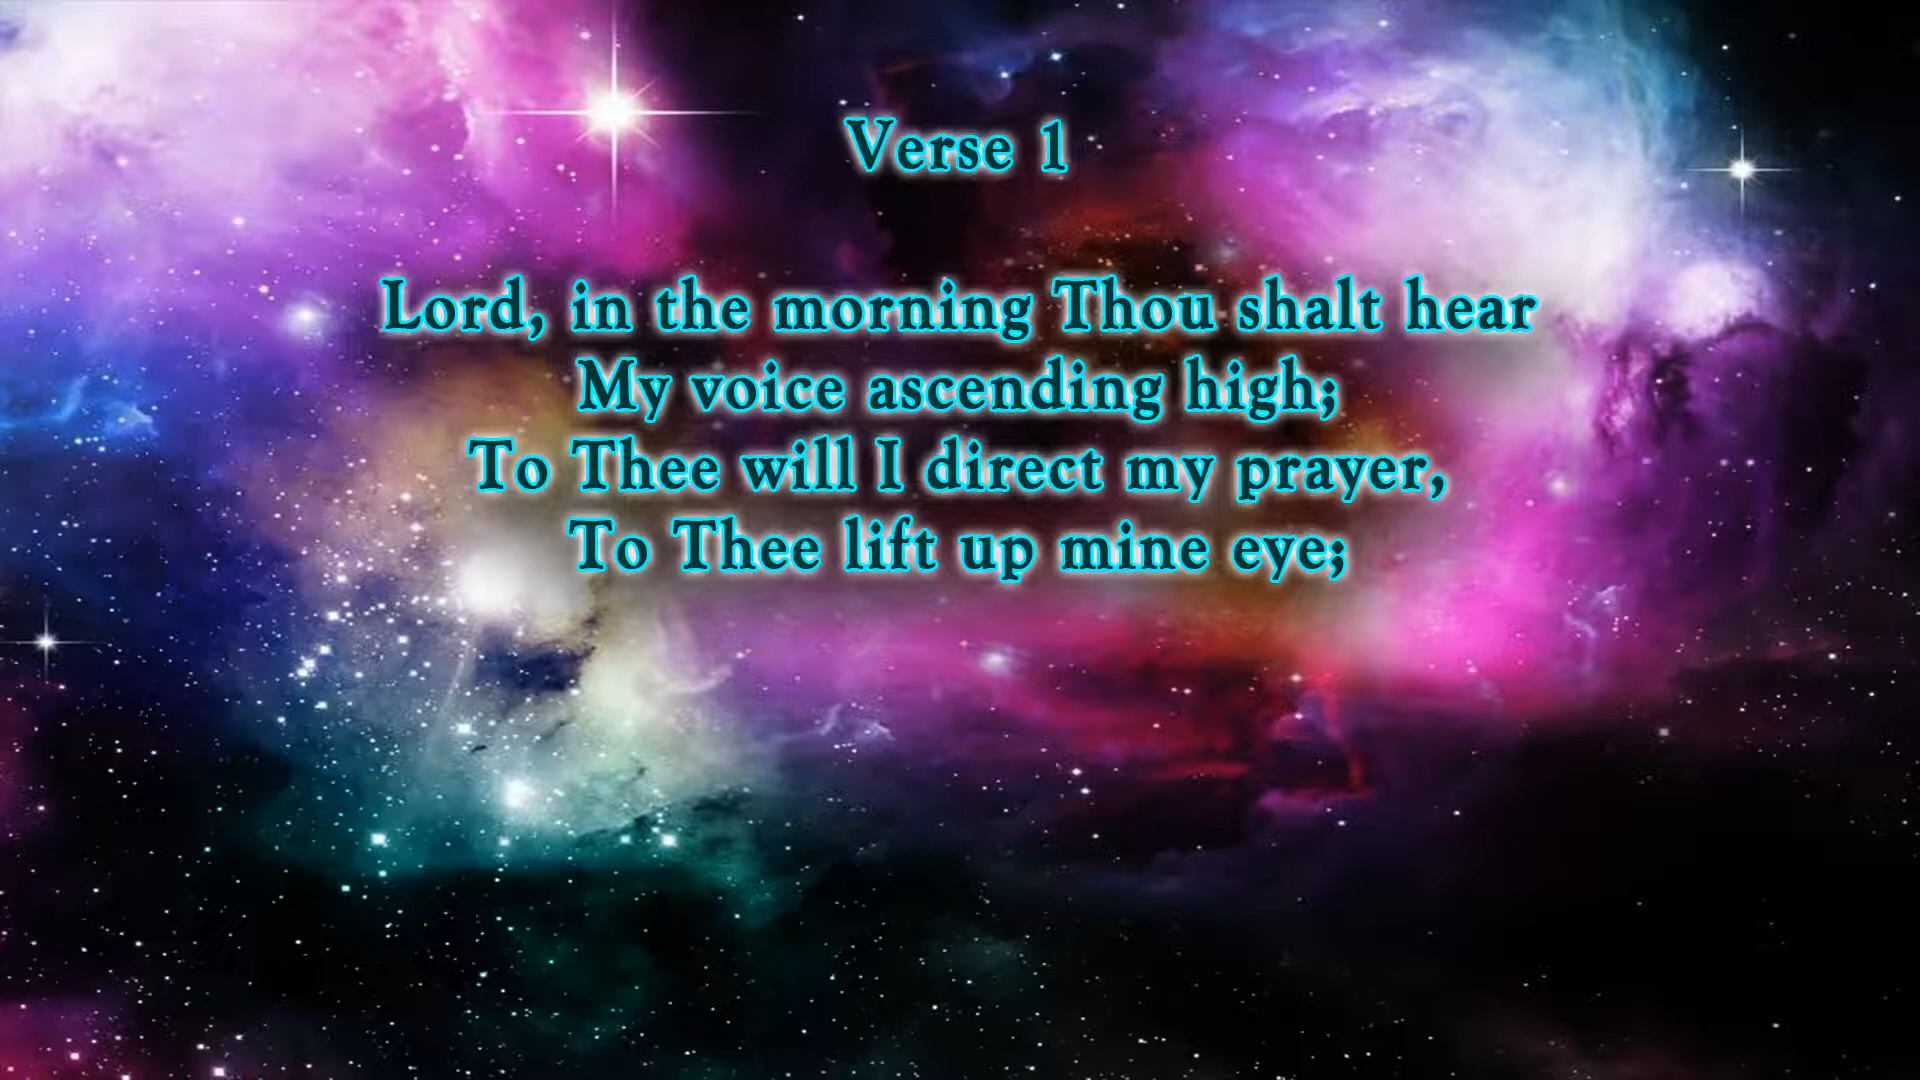 Verse 1
Lord, in the morning Thou shalt hear
My voice ascending high;
To Thee will I direct my prayer,
To Thee lift up mine eye;